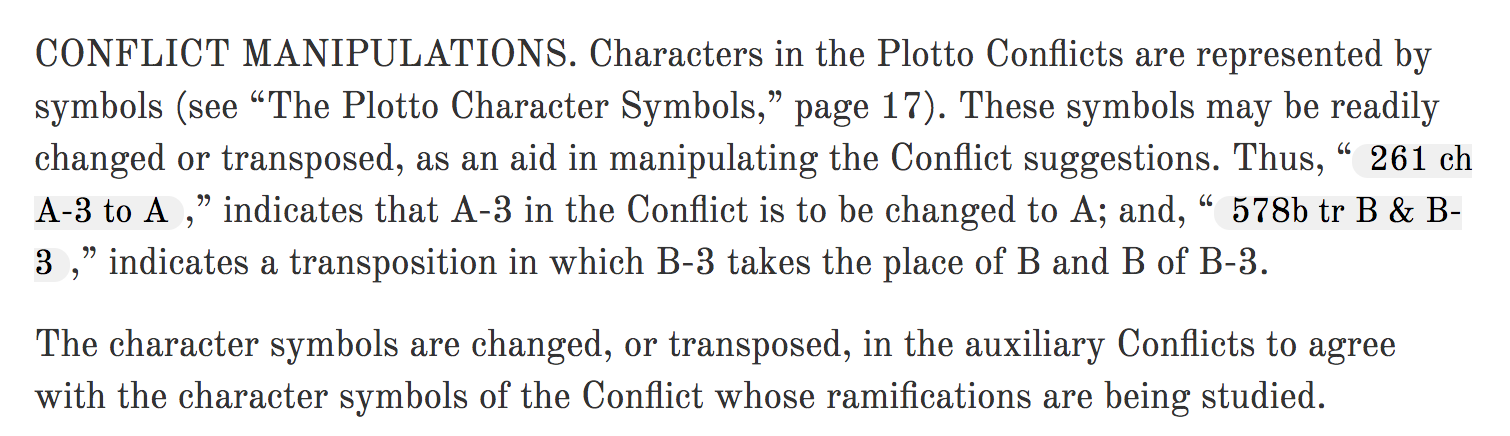 CONFLICT MANIPULATIONS. Characters in the Plotto Conflicts are represented by
symbols (see “The Plotto Character Symbols,” page 17). These symbols may be readily
changed or transposed, as an aid in manipulating the Conflict suggestions. Thus, “ 261 ch
A-3 to A ,” indicates that A-3 in the Conflict is to be changed to A; and, “ 578b tr B & B-
3 ,” indicates a transposition in which B-3 takes the place of B and B of B-3.
The character symbols are changed, or transposed, in the auxiliary Conflicts to agree
with the character symbols of the Conflict whose ramifications are being studied.